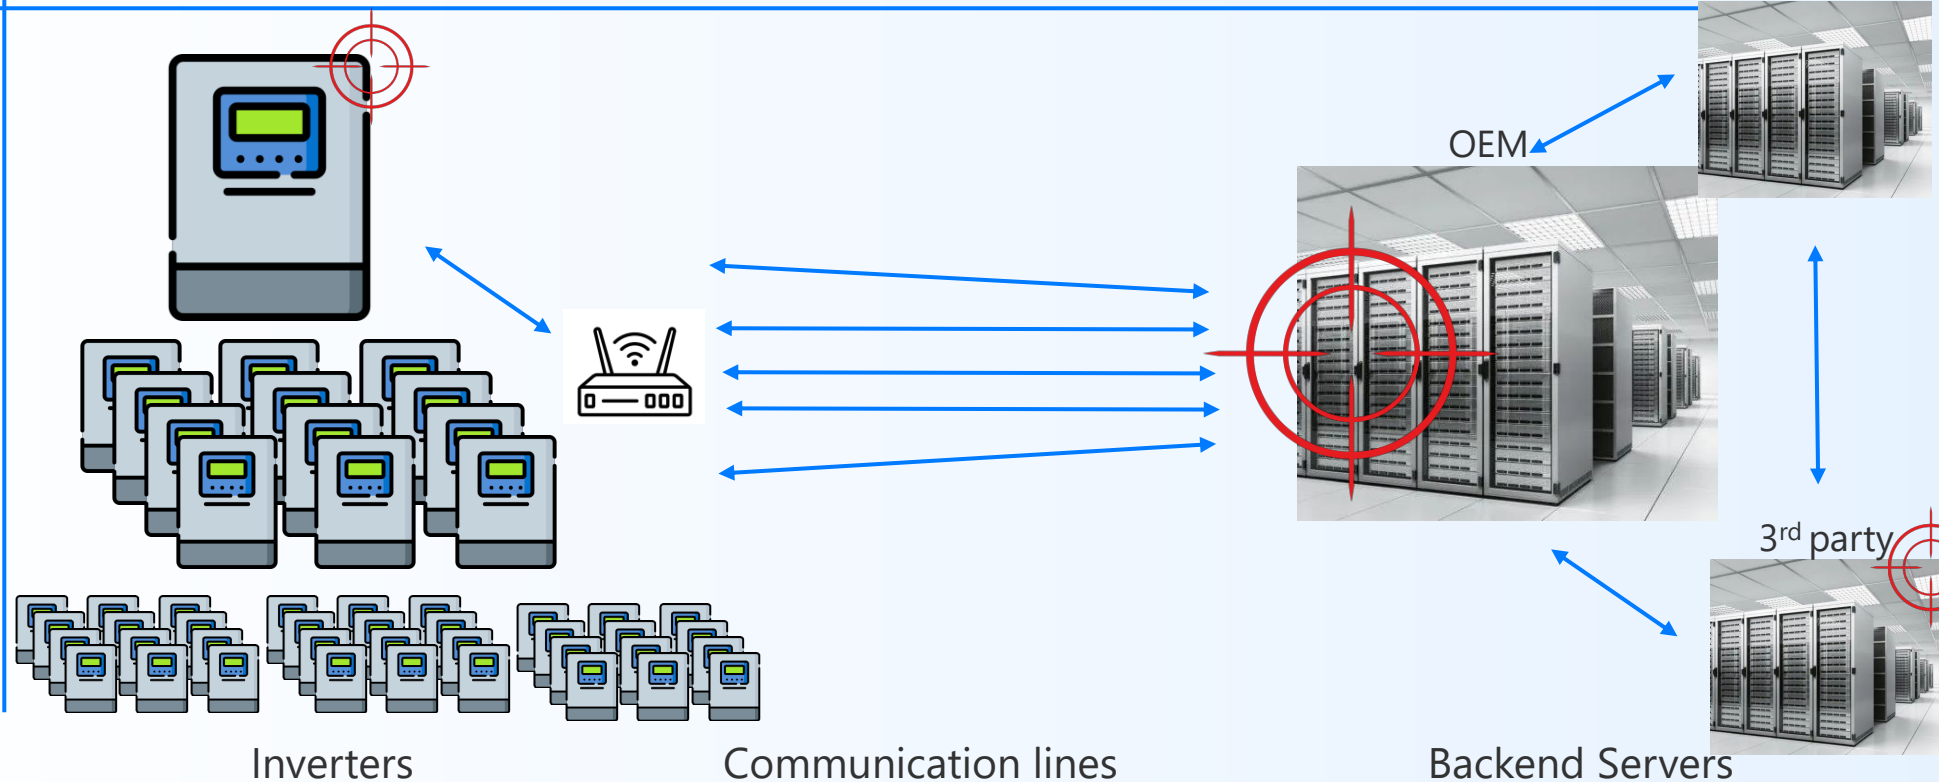 OEM
3rd party
Inverters
Communication lines
Backend Servers